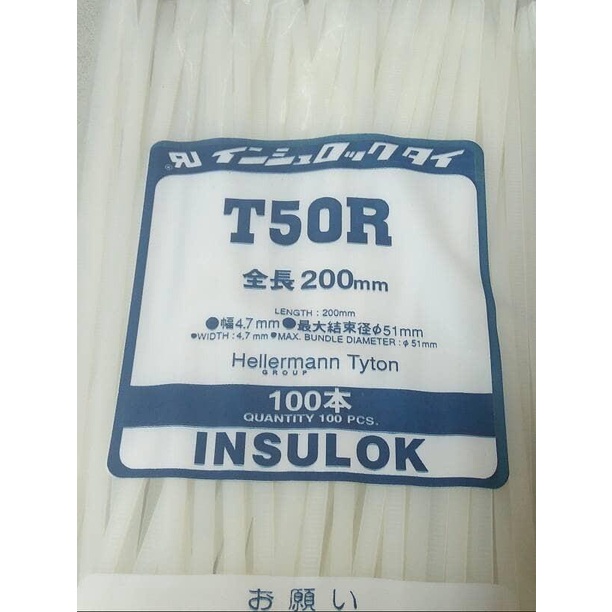 インシュロックタイ
T50R
全長200mm
LENGTH : 200mm
●幅4.7mm●最大結束径φ51mm
●WIDTH : 4.7mm●MAX. BUNDLE DIAMETER : φ51mm
Hellermann Tyton
GROUP
100本
QUANTITY 100 PCS.
INSULOK
お願い